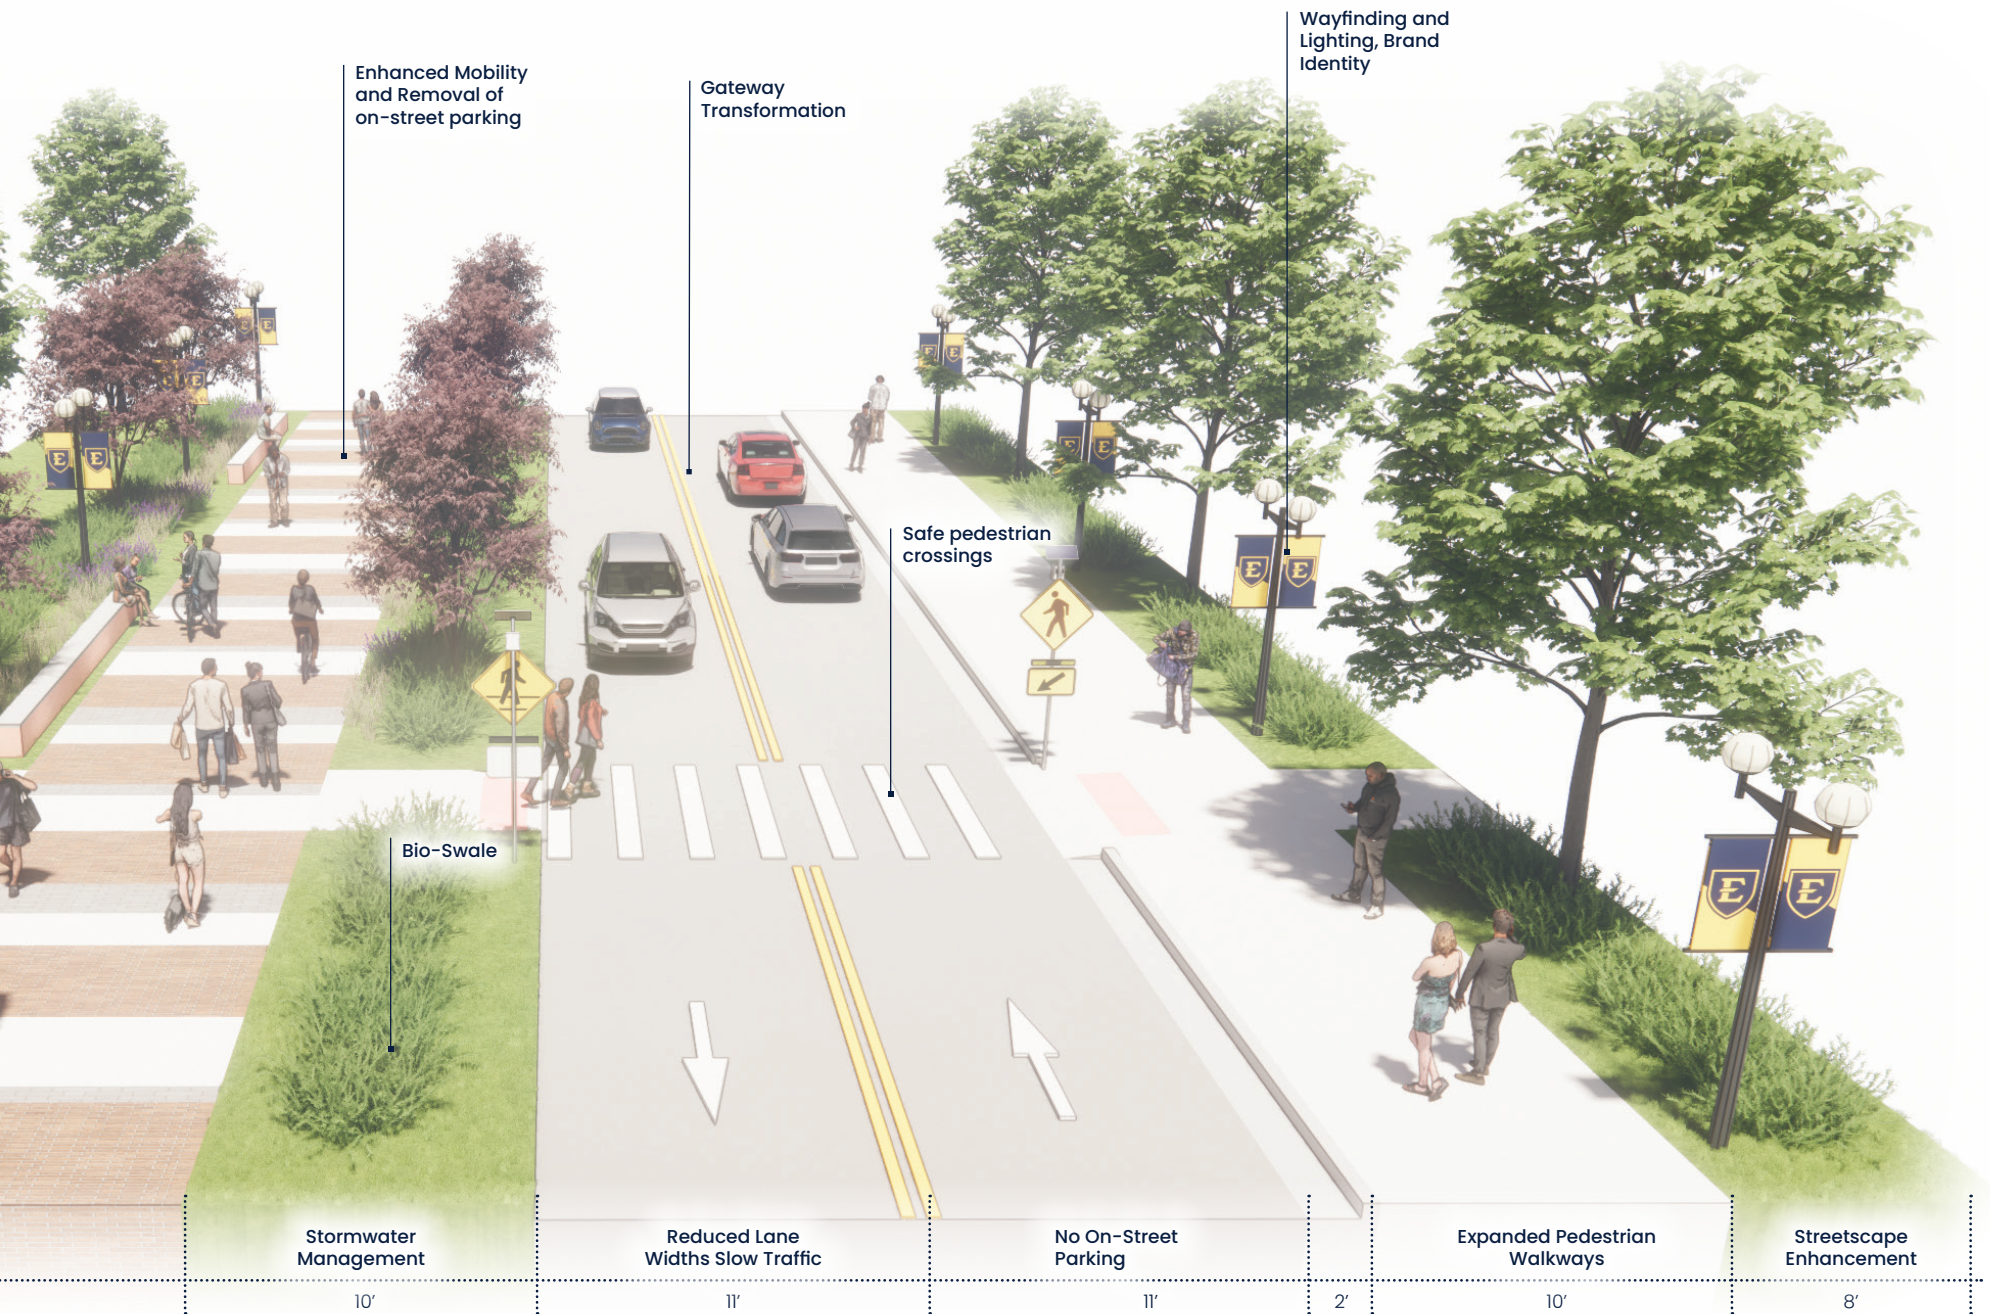 Wayfinding and
Lighting, Brand
Identity
Enhanced Mobility
and Removal of
on-street parking
Gateway
Transformation
Safe pedestrian
crossings
Bio-Swale
E E
E E
E E
E E
E E
E E
E E
Stormwater
Management
Reduced Lane
Widths Slow Traffic
No On-Street
Parking
Expanded Pedestrian
Walkways
Streetscape
Enhancement
10’ 11’ 11’ 2’ 10’ 8’